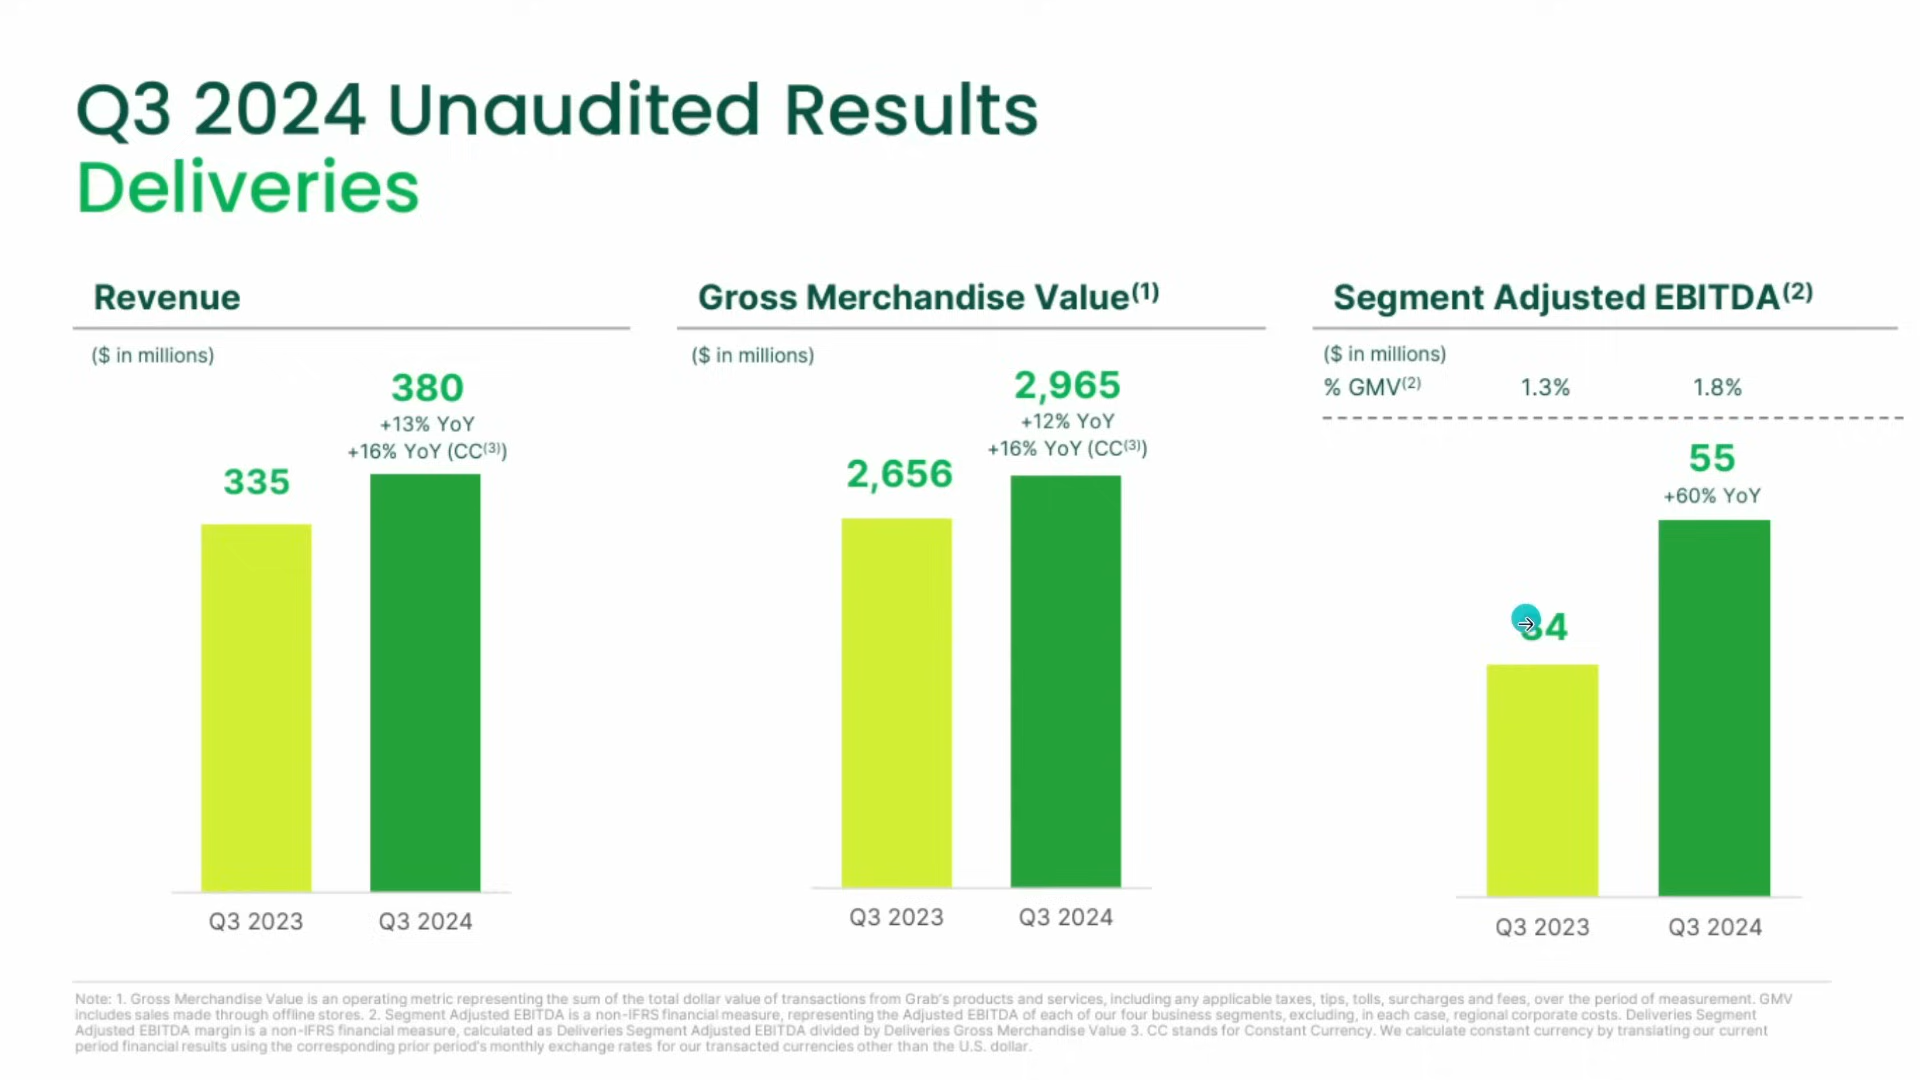 Q3 2024 Unaudited Results
Deliveries
Revenue
($ in millions)
380
+13% YoY
+16% YoY (CC(3))
335
Q3 2023
Q3 2024
Gross Merchandise Value(1)
($ in millions)
2,965
+12% YoY
+16% YoY (CC(3))
2,656
Q3 2023
Q3 2024
Segment Adjusted EBITDA(2)
($ in millions)
% GMV(2) 1.3% 1.8%
55
+60% YoY
34
Q3 2023
Q3 2024
Note: 1. Gross Merchandise Value is an operating metric representing the sum of the total dollar value of transactions from Grab's products and services, including any applicable taxes, tips, tolls, surcharges and fees, over the period of measurement. GMV
includes sales made through offline stores. 2. Segment Adjusted EBITDA is a non-IFRS financial measure, representing the Adjusted EBITDA of each of our four business segments, excluding, in each case, regional corporate costs. Deliveries Segment
Adjusted EBITDA margin is a non-IFRS financial measure, calculated as Deliveries Segment Adjusted EBITDA divided by Deliveries Gross Merchandise Value 3. CC stands for Constant Currency. We calculate constant currency by translating our current
period financial results using the corresponding prior period's monthly exchange rates for our transacted currencies other than the U.S. dollar.